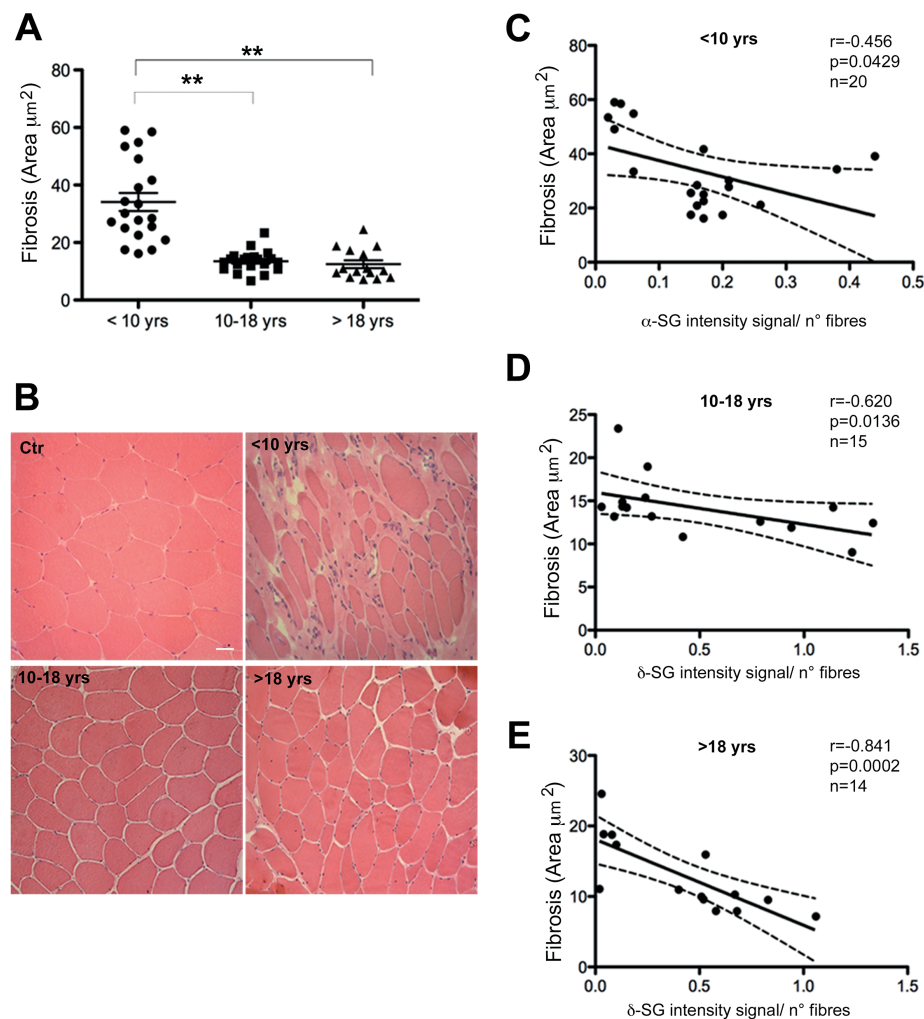 A
**
**
Fibrosis (Area μm²)
80
60
40
20
0
< 10 yrs
10-18 yrs
> 18 yrs
B
Ctr
<10 yrs
10-18 yrs
>18 yrs
C
<10 yrs
r=-0.456
p=0.0429
n=20
Fibrosis (Area μm²)
80
60
40
20
0
0.0 0.1 0.2 0.3 0.4 0.5
α-SG intensity signal/ n° fibres
D
10-18 yrs
r=-0.620
p=0.0136
n=15
Fibrosis (Area μm²)
25
20
15
10
5
0
0.0 0.5 1.0 1.5
δ-SG intensity signal/ n° fibres
E
>18 yrs
r=-0.841
p=0.0002
n=14
Fibrosis (Area μm²)
30
20
10
0
0.0 0.5 1.0 1.5
δ-SG intensity signal/ n° fibres